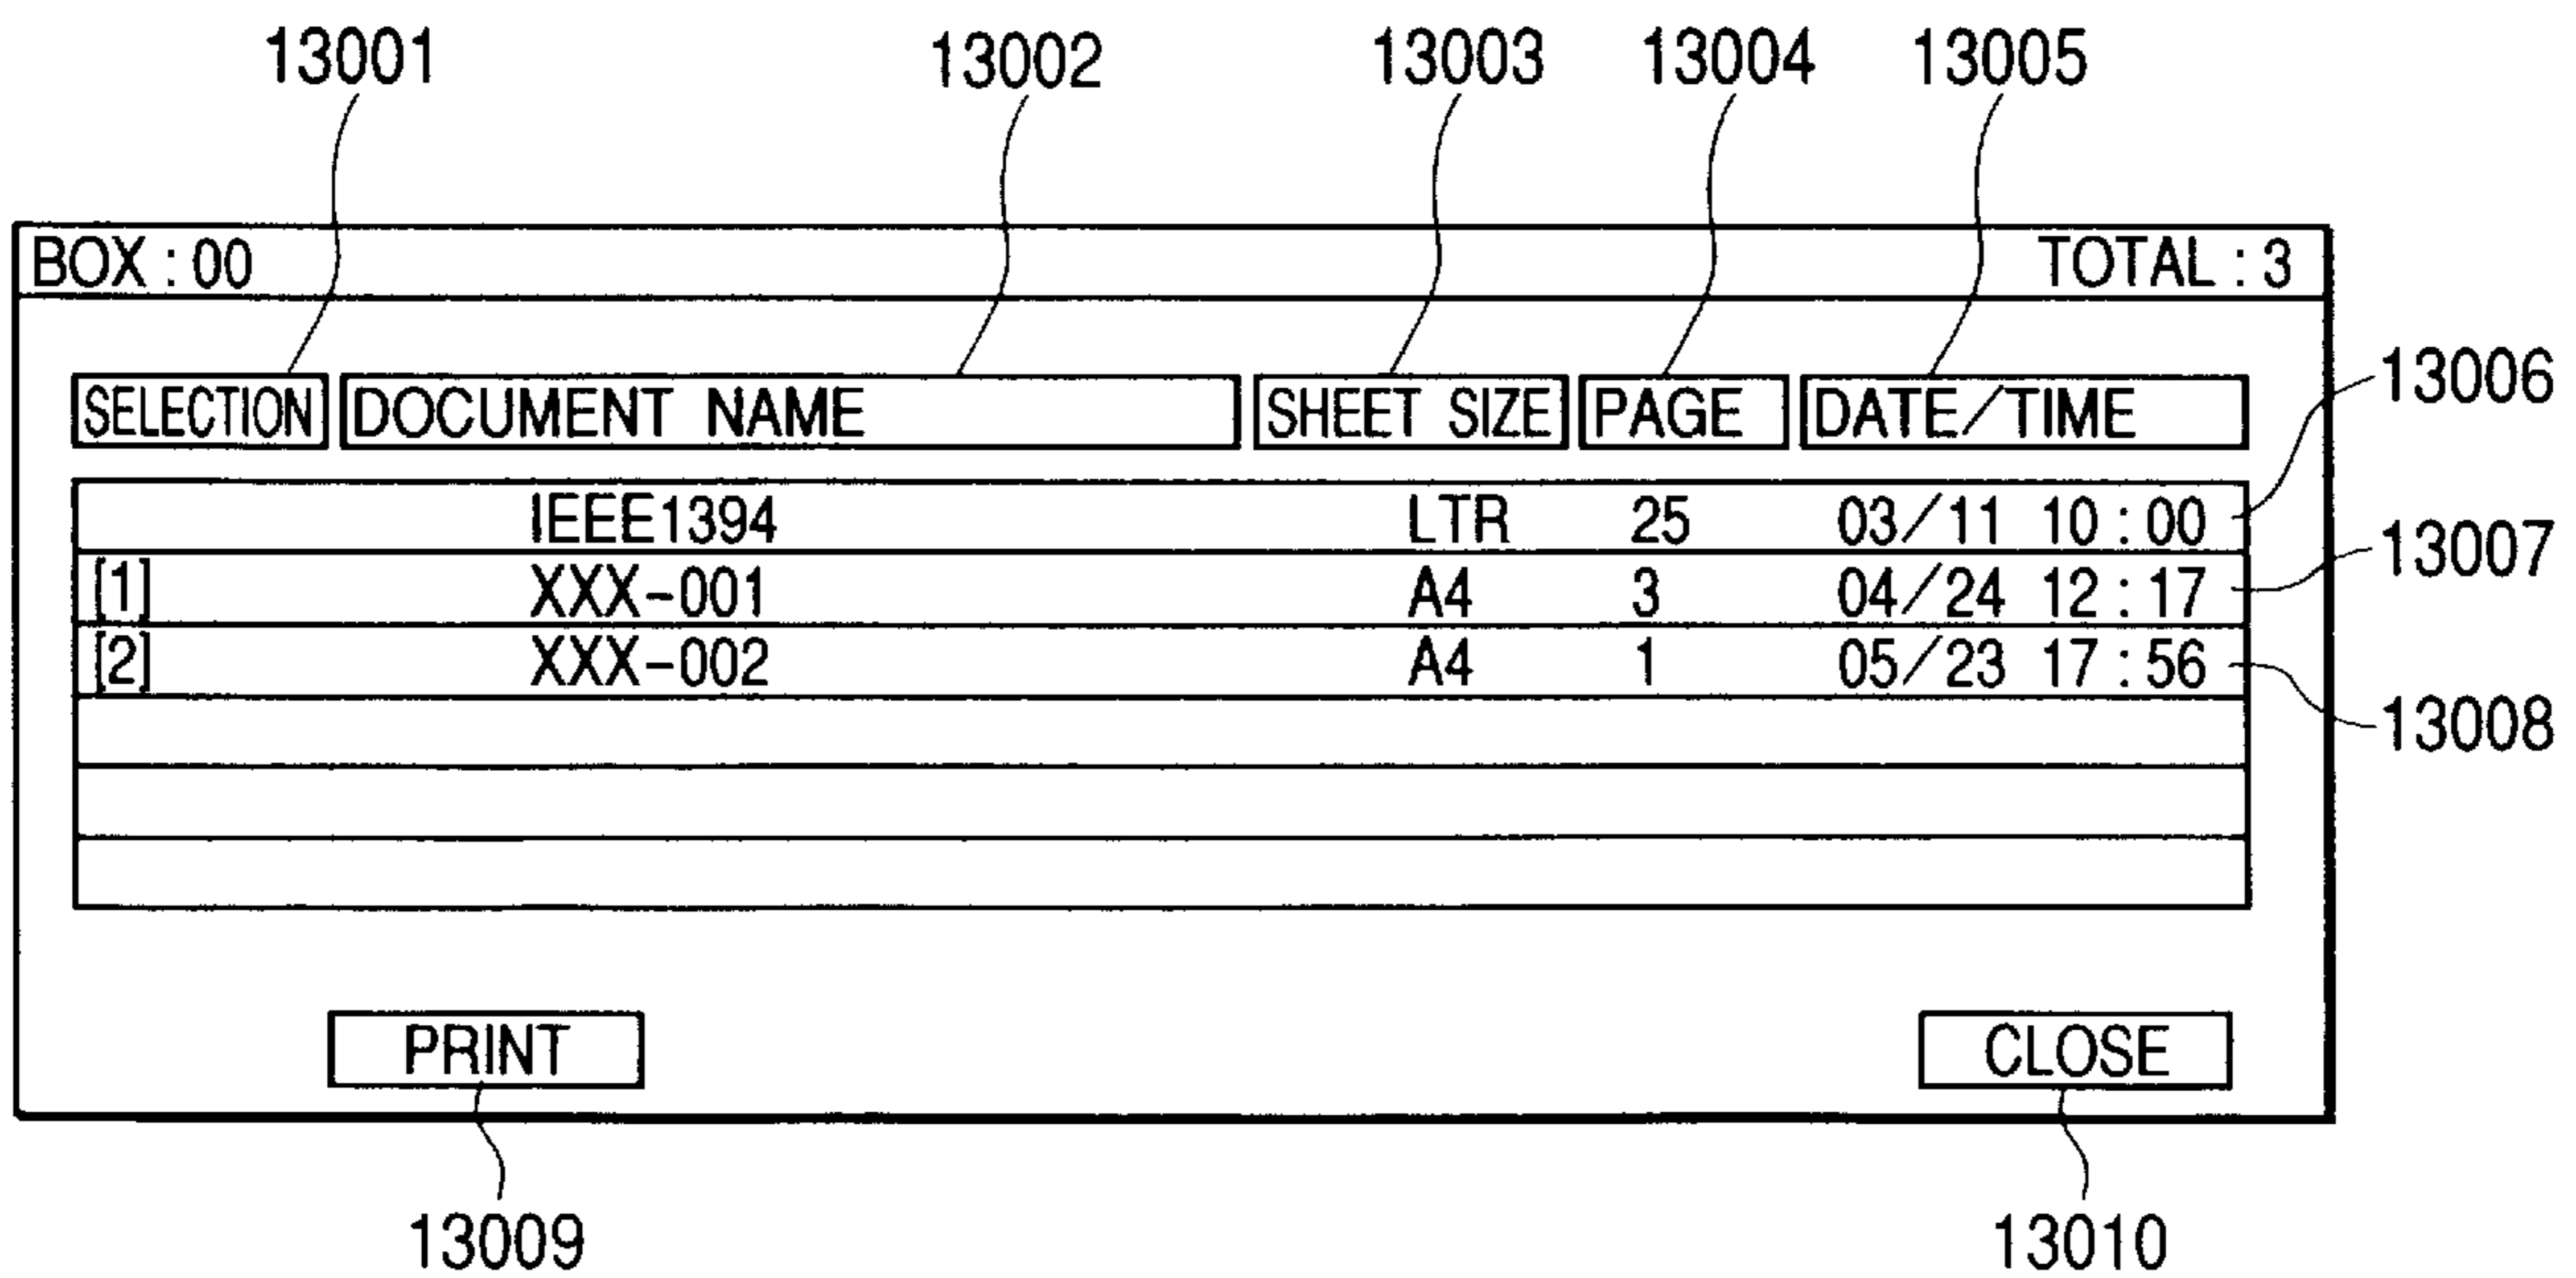 13001 13002 13003 13004 13005
BOX : 00 TOTAL : 3
SELECTION DOCUMENT NAME SHEET SIZE PAGE DATE/TIME
13006
IEEE1394 LTR 25 03/11 10 : 00
[1] XXX-001 A4 3 04/24 12 : 17
13007
[2] XXX-002 A4 1 05/23 17 : 56
13008
PRINT CLOSE
13009 13010